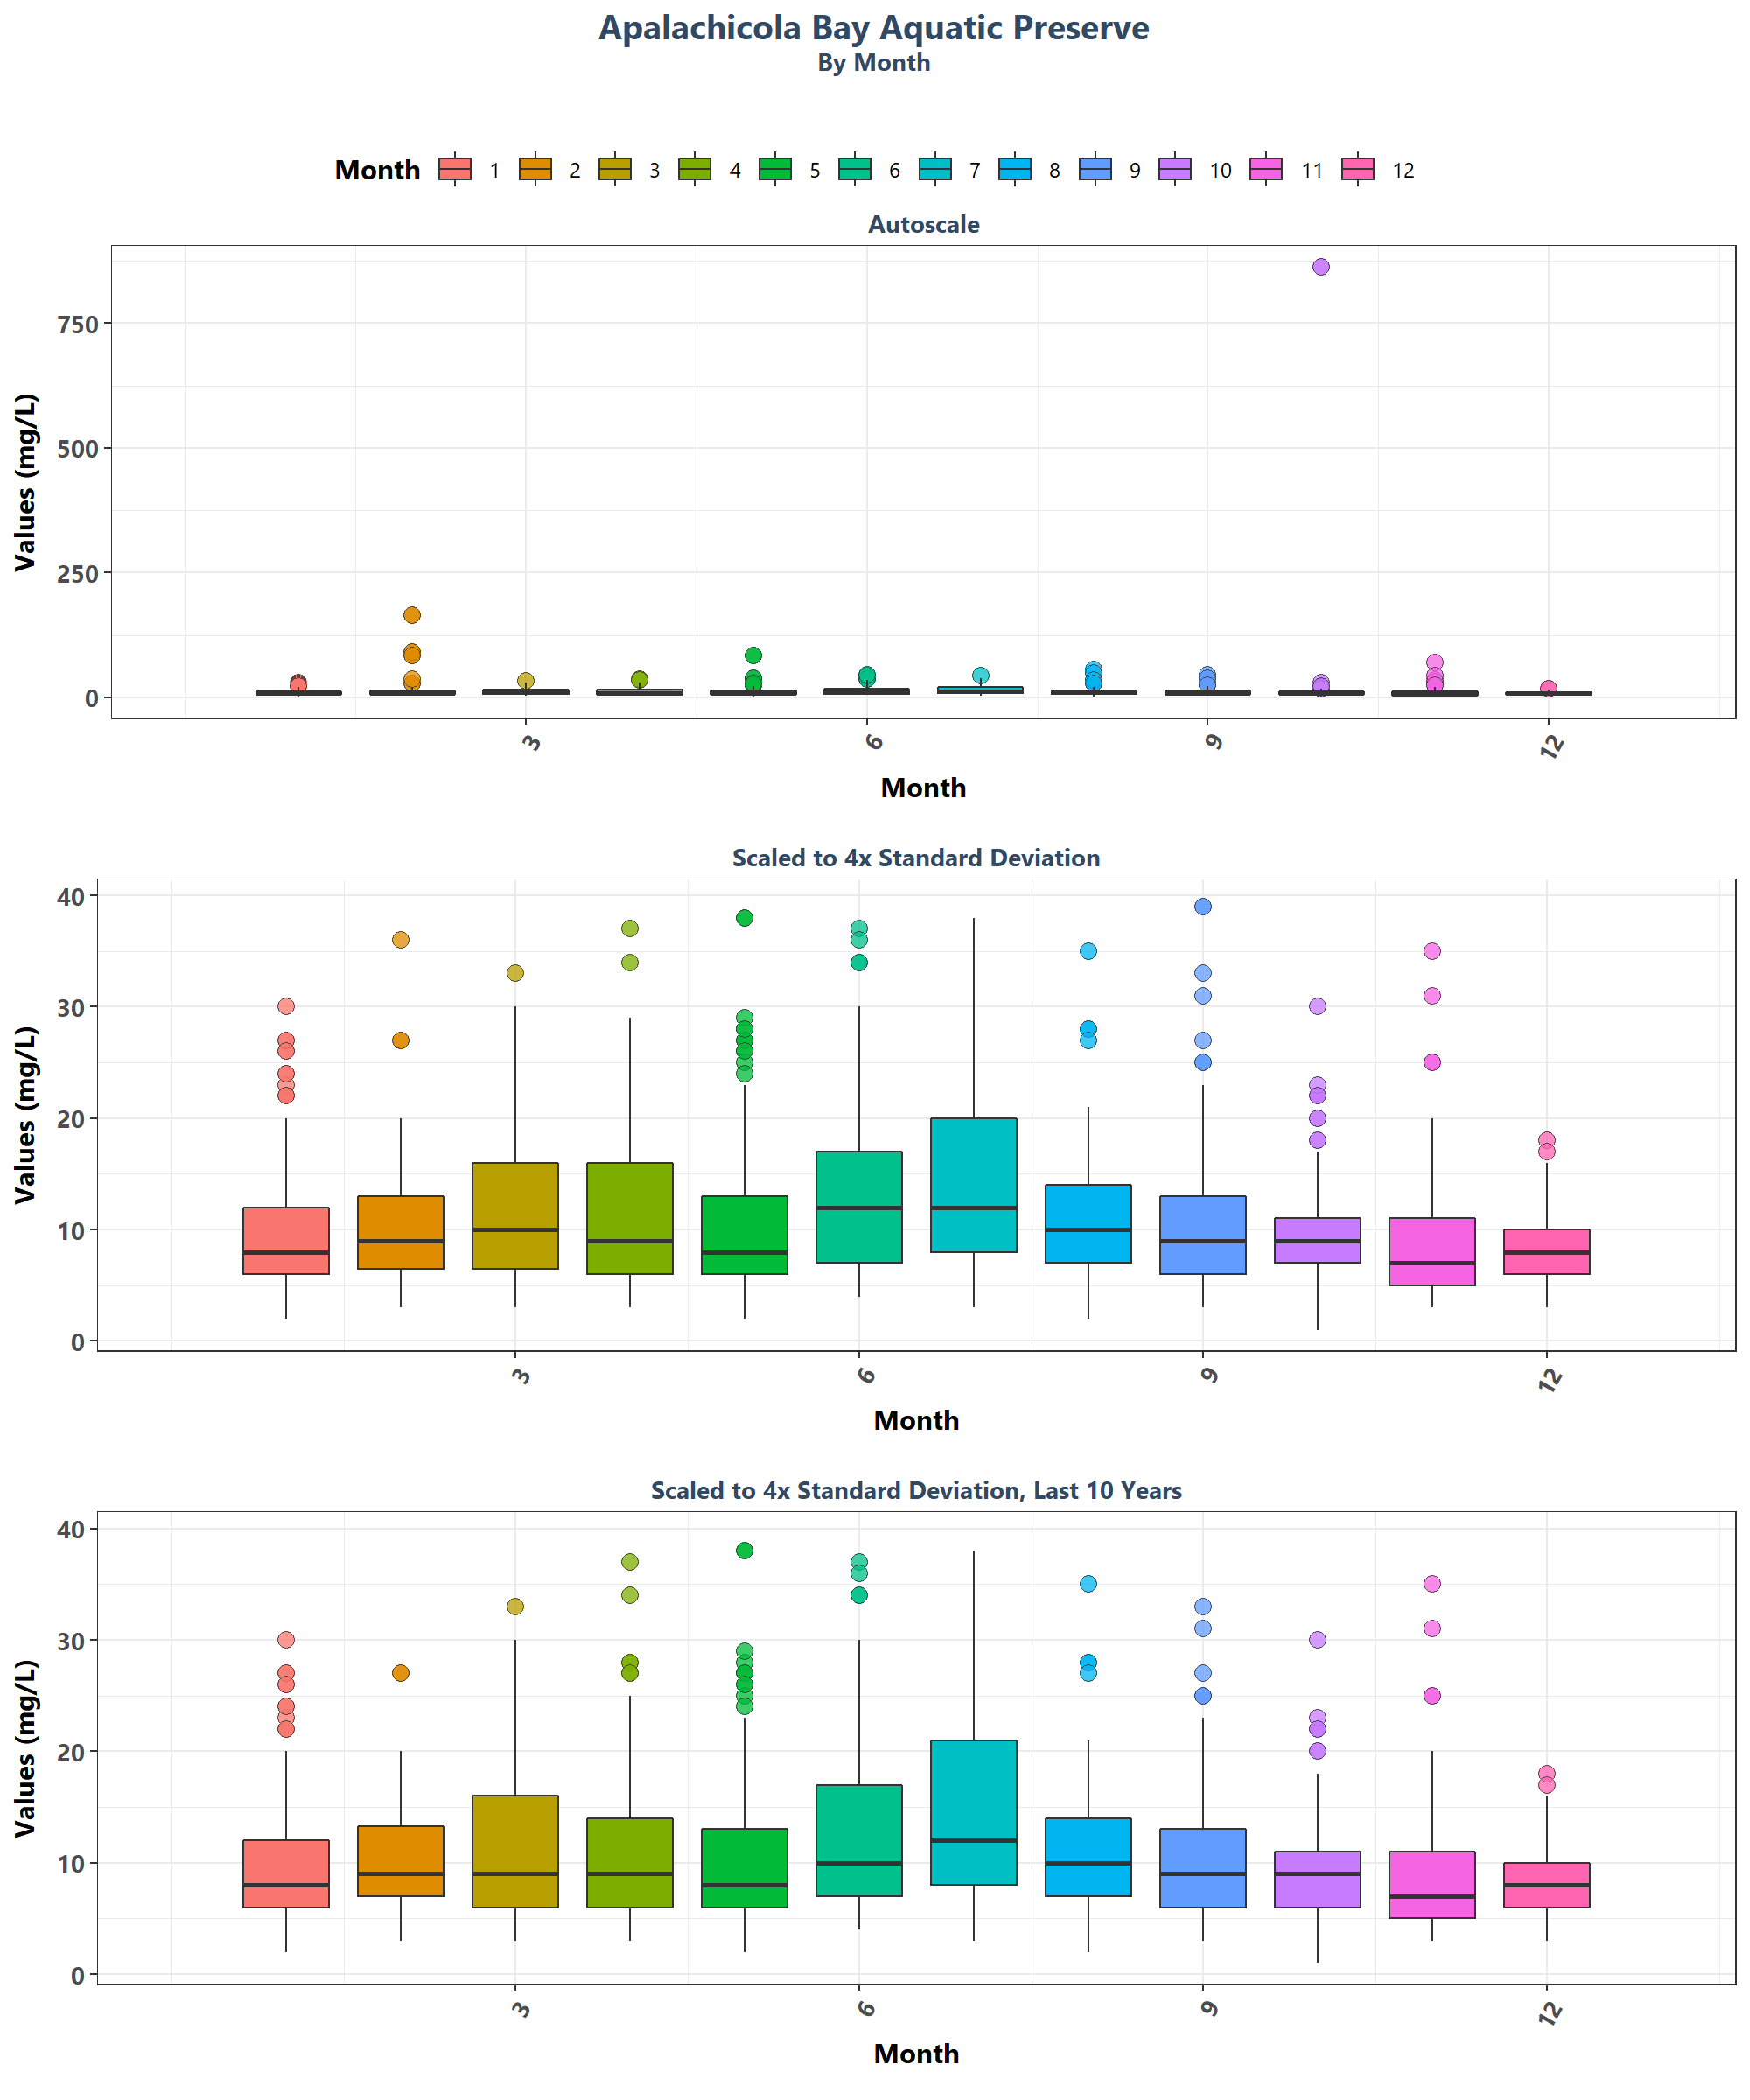 Apalachicola Bay Aquatic Preserve
By Month
Month 1 2 3 4 5 6 7 8 9 10 11 12
Autoscale
Values (mg/L)
750
500
250
0
3 6 9 12
Month
Scaled to 4x Standard Deviation
Values (mg/L)
40
30
20
10
0
3 6 9 12
Month
Scaled to 4x Standard Deviation, Last 10 Years
Values (mg/L)
40
30
20
10
0
3 6 9 12
Month